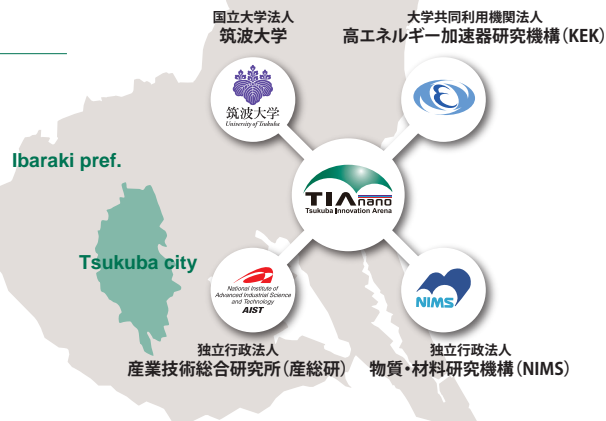 国立大学法人
筑波大学
大学共同利用機関法人
高エネルギー加速器研究機構(KEK)
筑波大学
University of Tsukuba
Ibaraki pref.
TIA nano
Tsukuba Innovation Arena
Tsukuba city
National Institute of
Advanced Industrial Science
and Technology
AIST
NIMS
独立行政法人
産業技術総合研究所(産総研)
独立行政法人
物質・材料研究機構(NIMS)